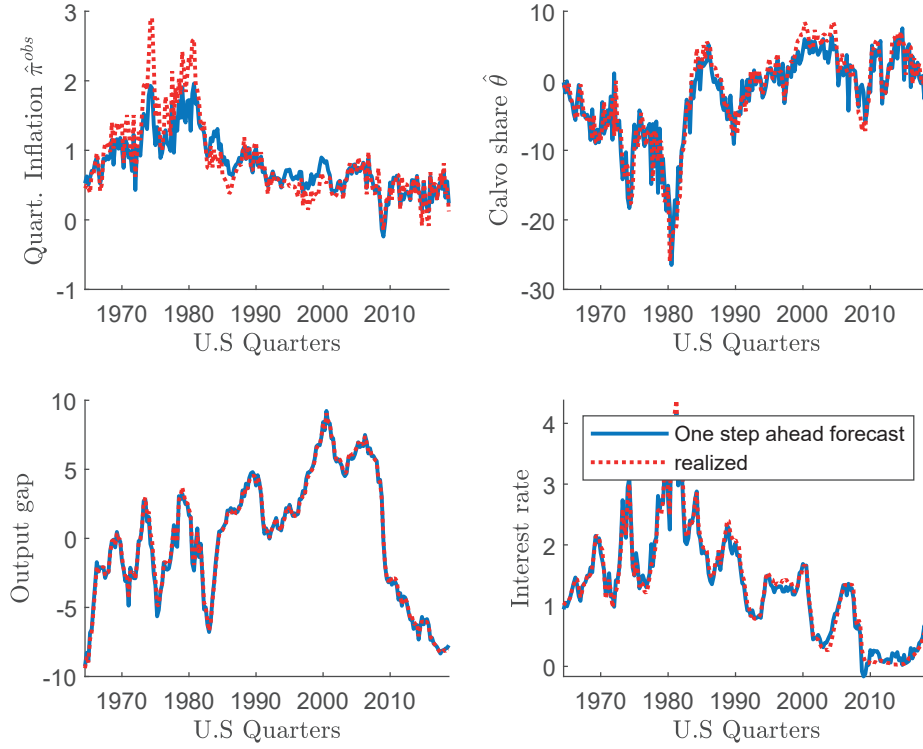 Quart. Inflation π̂^obs
3
2
1
0
-1
1970 1980 1990 2000 2010
U.S Quarters
Calvo share θ̂
10
0
-10
-20
-30
1970 1980 1990 2000 2010
U.S Quarters
Output gap
10
5
0
-5
-10
1970 1980 1990 2000 2010
U.S Quarters
Interest rate
4
3
2
1
0
One step ahead forecast
realized
1970 1980 1990 2000 2010
U.S Quarters